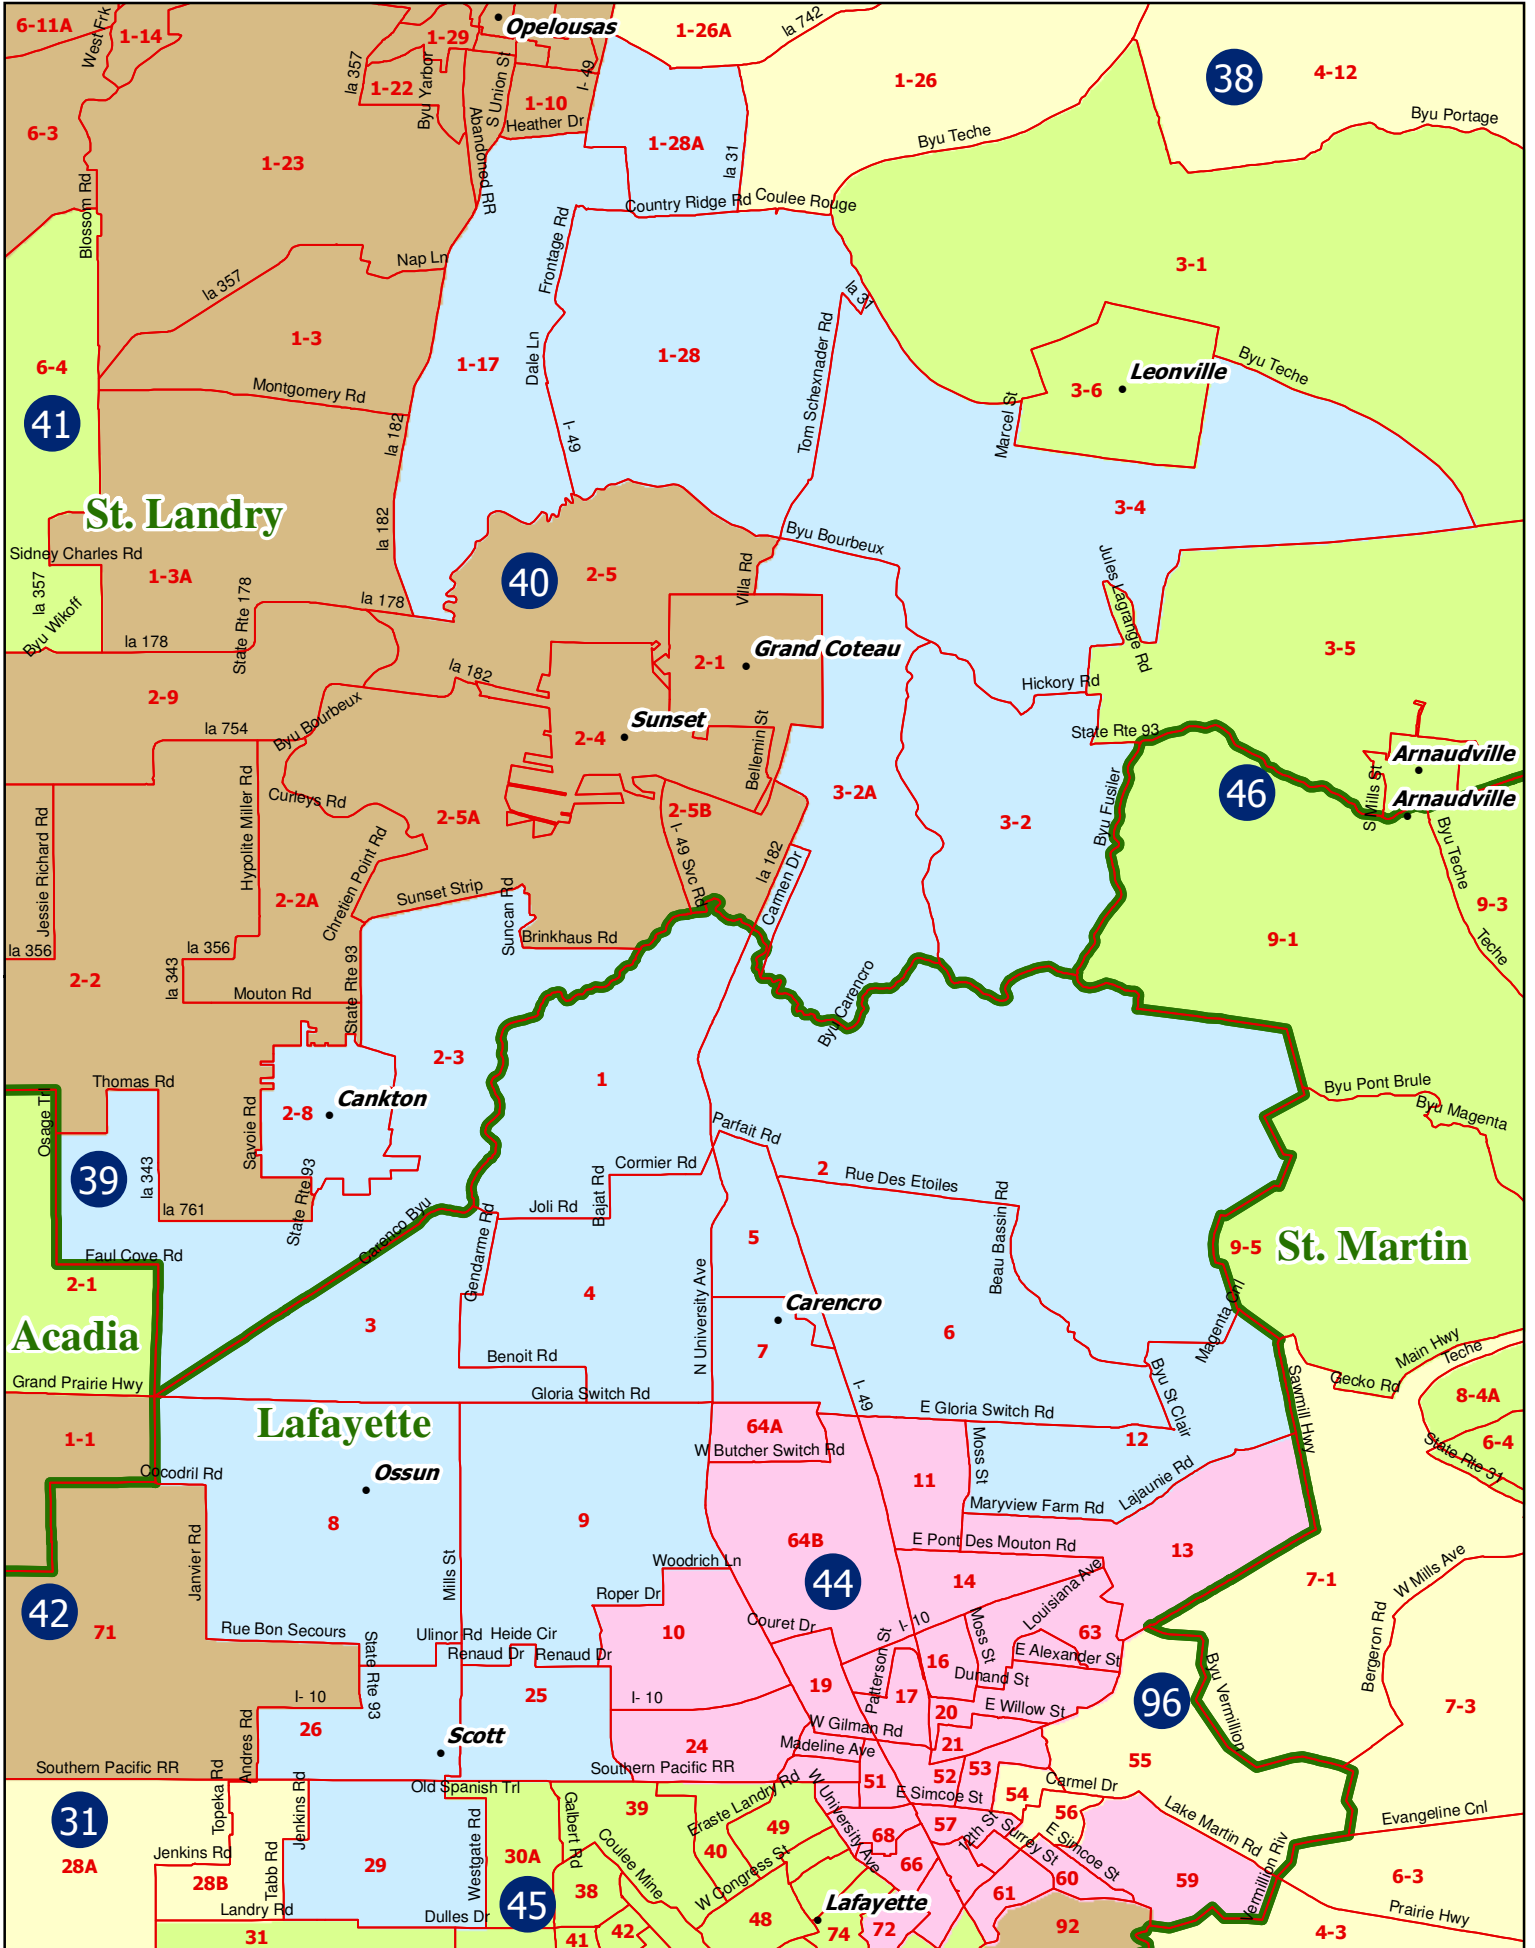 6-11A
West Frk
1-14
la 357
1-29
Opelousas
1-26A
la 742
38
4-12
1-22
Byu Yarbor
S Union St
I- 49
1-10
Heather Dr
1-26
Byu Portage
6-3
1-23
Abandoned RR
1-28A
la 31
Byu Teche
Blossom Rd
Country Ridge Rd
Coulee Rouge
Nap Ln
Frontage Rd
3-1
la 357
la 31
1-3
6-4
1-17
Dale Ln
1-28
Tom Schexnader Rd
Leonville
3-6
Byu Teche
Montgomery Rd
Marcel St
41
la 182
I- 49
St. Landry
la 182
3-4
Sidney Charles Rd
la 357
1-3A
State Rte 178
la 178
40
2-5
Villa Rd
Byu Bourbeux
Jules Lagrange Rd
Byu Wikoff
la 178
Grand Coteau
2-1
3-5
la 182
Hickory Rd
2-9
Byu Bourbeux
Sunset
2-4
Bellemin St
la 754
State Rte 93
Arnaudville
Hypolite Miller Rd
Curleys Rd
2-5A
2-5B
3-2A
3-2
Byu Fusiler
46
S Mills St
Arnaudville
Jessie Richard Rd
Chretien Point Rd
I- 49 Svc Rd
la 182
Carmen Dr
Byu Teche
2-2A
Sunset Strip
Suncan Rd
9-3
la 356
la 356
Brinkhaus Rd
9-1
Teche
2-2
la 343
Mouton Rd
State Rte 93
Byu Carencro
2-3
1
Thomas Rd
Osage Trl
Savoie Rd
2-8
Cankton
Byu Pont Brule
Byu Magenta
39
la 343
Parfait Rd
Cormier Rd
2
Rue Des Etoiles
State Rte 93
la 761
Carenco Byu
Joli Rd
Bajat Rd
Gendarme Rd
5
Beau Bassin Rd
9-5
St. Martin
Faul Cove Rd
2-1
4
N University Ave
Carencro
Magenta Cnl
Acadia
3
7
6
Main Hwy
Teche
Benoit Rd
Byu St Clair
Sawmill Hwy
Gecko Rd
Grand Prairie Hwy
Gloria Switch Rd
I- 49
8-4A
Lafayette
E Gloria Switch Rd
1-1
64A
12
6-4
W Butcher Switch Rd
Moss St
State Rte 31
Cocodril Rd
Ossun
11
Lajaunie Rd
8
9
Maryview Farm Rd
Janvier Rd
Mills St
64B
E Pont Des Mouton Rd
13
Woodrich Ln
44
14
Louisiana Ave
7-1
W Mills Ave
42
Roper Dr
71
Rue Bon Secours
Ulinor Rd
Heide Cir
10
Couret Dr
I- 10
Moss St
63
Bergeron Rd
State Rte 93
Renaud Dr
Renaud Dr
Patterson St
16
E Alexander St
Byu Vermillion
Dunand St
I- 10
25
I- 10
19
17
96
7-3
26
20
E Willow St
Andres Rd
Scott
W Gilman Rd
21
24
Madeline Ave
55
Southern Pacific RR
Southern Pacific RR
53
52
Topeka Rd
Jenkins Rd
Old Spanish Trl
51
Carmel Dr
31
39
Eraste Landry Rd
W University Ave
E Simcoe St
54
56
Lake Martin Rd
Evangeline Cnl
Galbert Rd
49
57
12th St
Surrey St
E Simcoe St
Jenkins Rd
Westgate Rd
Coulee Mine
68
28A
28B
Tabb Rd
29
30A
40
W Congress St
66
60
59
Vermillion Riv
6-3
38
61
Landry Rd
Dulles Dr
45
48
Lafayette
Prairie Hwy
31
41
42
74
72
92
4-3